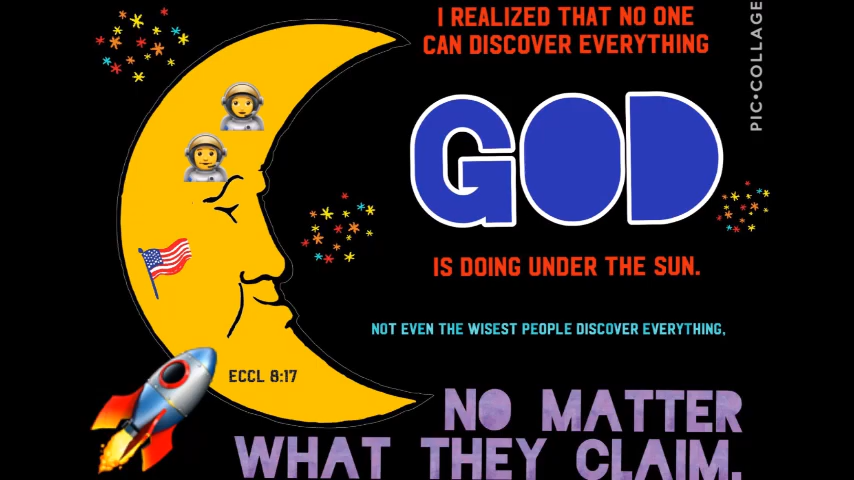 I REALIZED THAT NO ONE
CAN DISCOVER EVERYTHING
GOD
IS DOING UNDER THE SUN.
NOT EVEN THE WISEST PEOPLE DISCOVER EVERYTHING,
NO MATTER
WHAT THEY CLAIM.
ECCL 8:17
PIC•COLLAGE